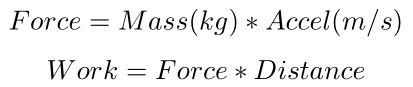 Force = Mass(kg) * Accel(m/s)
Work = Force * Distance